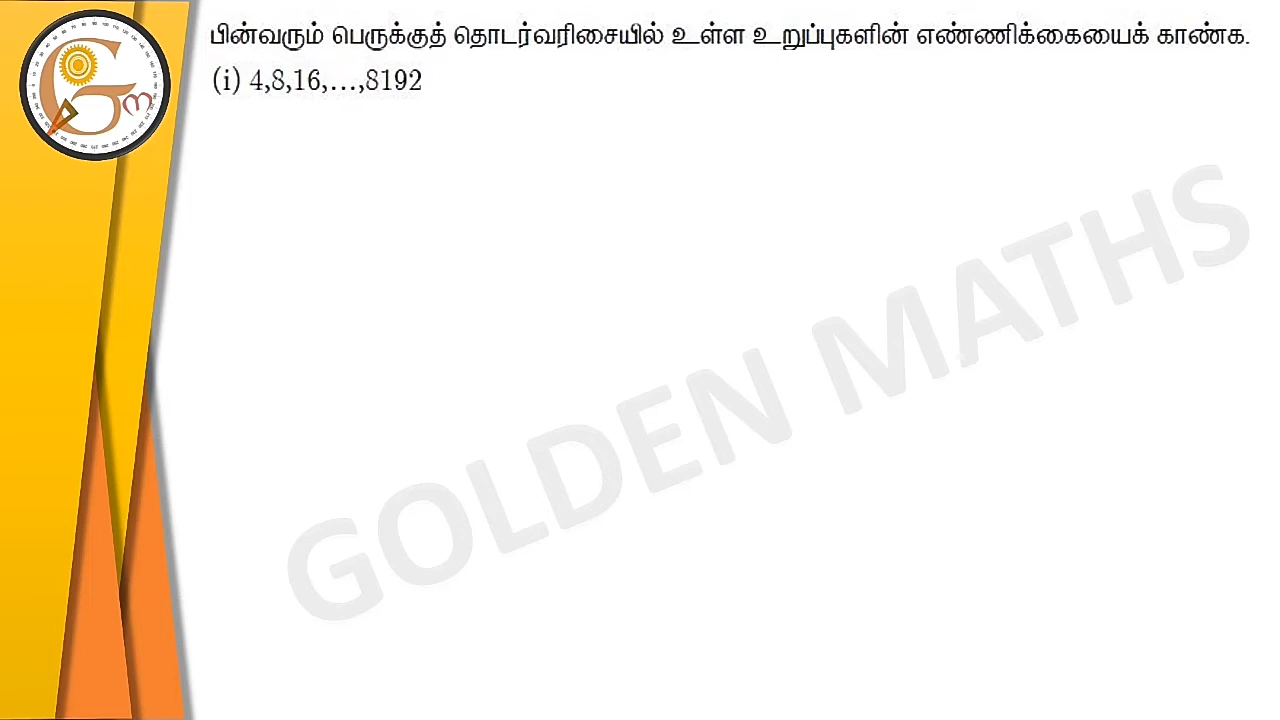 பின்வரும் பெருக்குத் தொடர்வரிசையில் உள்ள உறுப்புகளின் எண்ணிக்கையைக் காண்க.
(i) 4,8,16,…,8192
GOLDEN MATHS